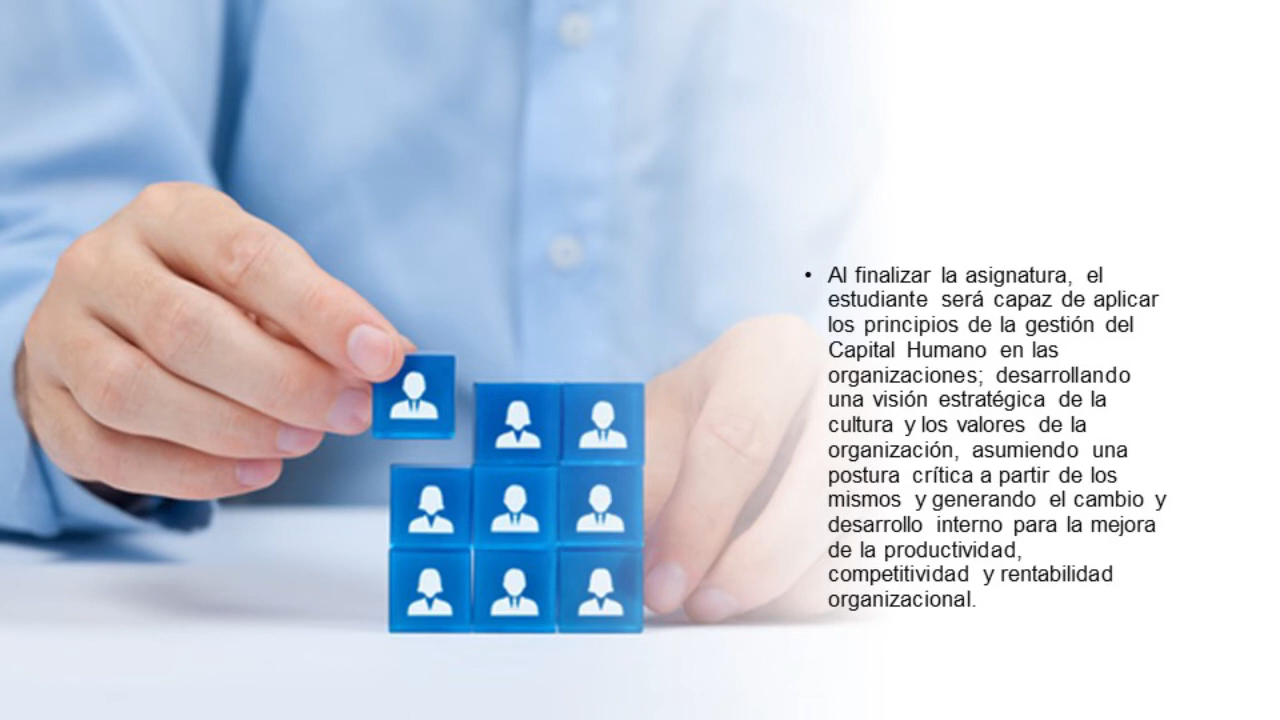 • Al finalizar la asignatura, el
estudiante será capaz de aplicar
los principios de la gestión del
Capital Humano en las
organizaciones; desarrollando
una visión estratégica de la
cultura y los valores de la
organización, asumiendo una
postura crítica a partir de los
mismos y generando el cambio y
desarrollo interno para la mejora
de la productividad,
competitividad y rentabilidad
organizacional.